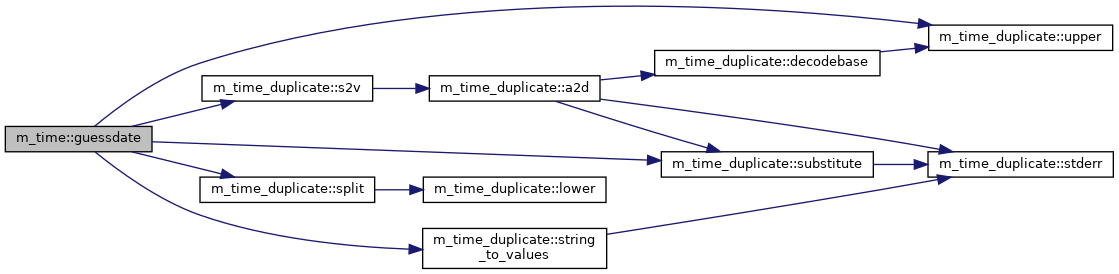 m_time_duplicate::upper
m_time_duplicate::decodebase
m_time_duplicate::s2v
m_time_duplicate::a2d
m_time::guessdate
m_time_duplicate::substitute
m_time_duplicate::stderr
m_time_duplicate::split
m_time_duplicate::lower
m_time_duplicate::string
_to_values